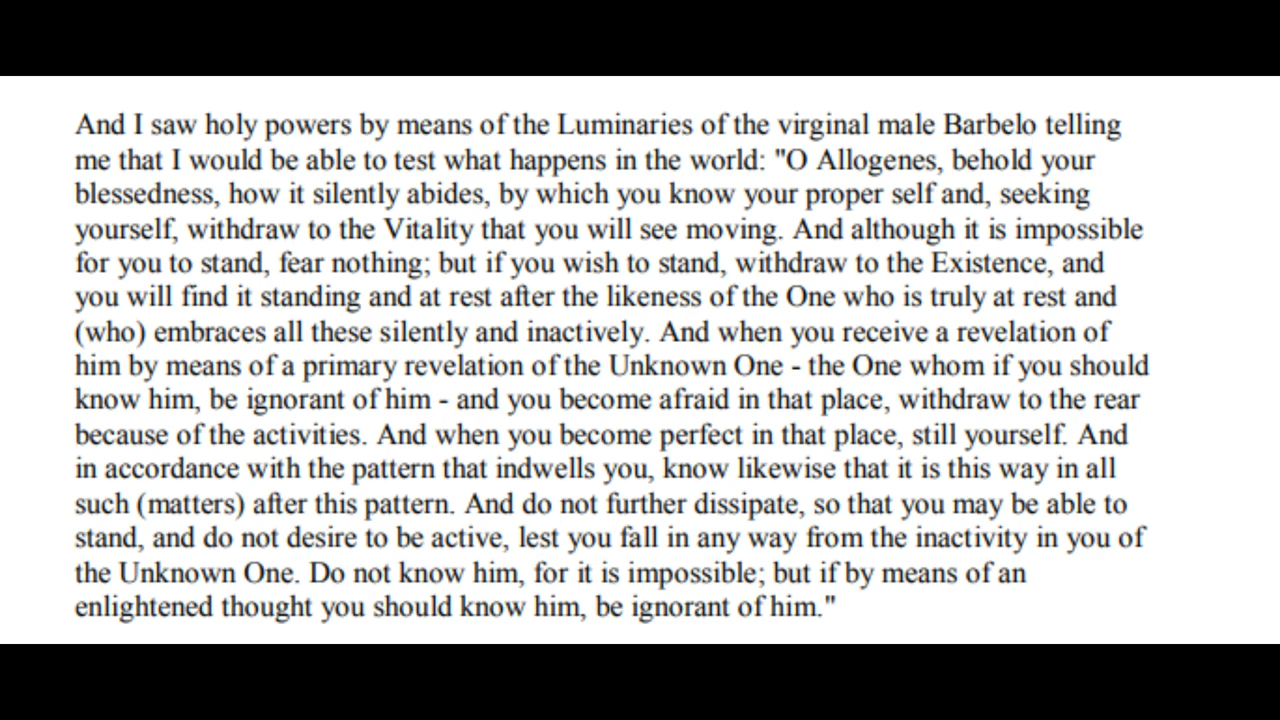 And I saw holy powers by means of the Luminaries of the virginal male Barbelo telling
me that I would be able to test what happens in the world: "O Allogenes, behold your
blessedness, how it silently abides, by which you know your proper self and, seeking
yourself, withdraw to the Vitality that you will see moving. And although it is impossible
for you to stand, fear nothing; but if you wish to stand, withdraw to the Existence, and
you will find it standing and at rest after the likeness of the One who is truly at rest and
(who) embraces all these silently and inactively. And when you receive a revelation of
him by means of a primary revelation of the Unknown One - the One whom if you should
know him, be ignorant of him - and you become afraid in that place, withdraw to the rear
because of the activities. And when you become perfect in that place, still yourself. And
in accordance with the pattern that indwells you, know likewise that it is this way in all
such (matters) after this pattern. And do not further dissipate, so that you may be able to
stand, and do not desire to be active, lest you fall in any way from the inactivity in you of
the Unknown One. Do not know him, for it is impossible; but if by means of an
enlightened thought you should know him, be ignorant of him."